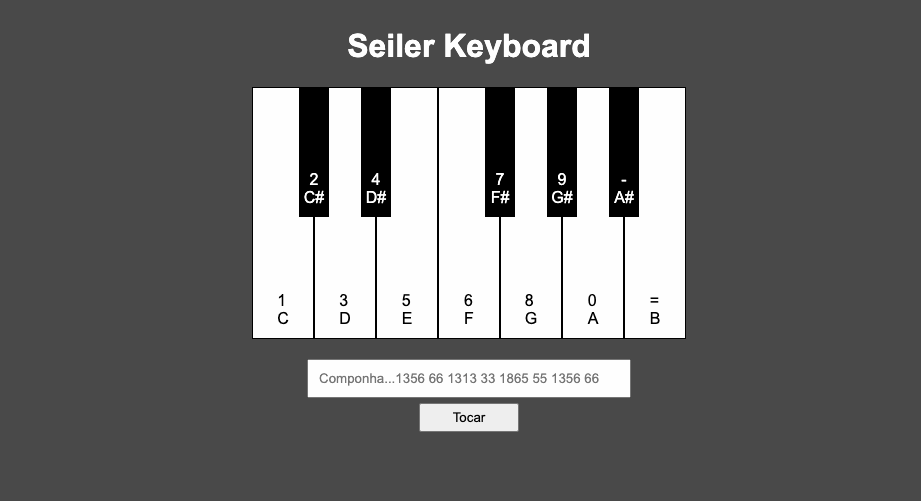 Seiler Keyboard
2 4 7 9 -
C# D# F# G# A#
1 3 5 6 8 0 =
C D E F G A B
Componha...1356 66 1313 33 1865 55 1356 66
Tocar